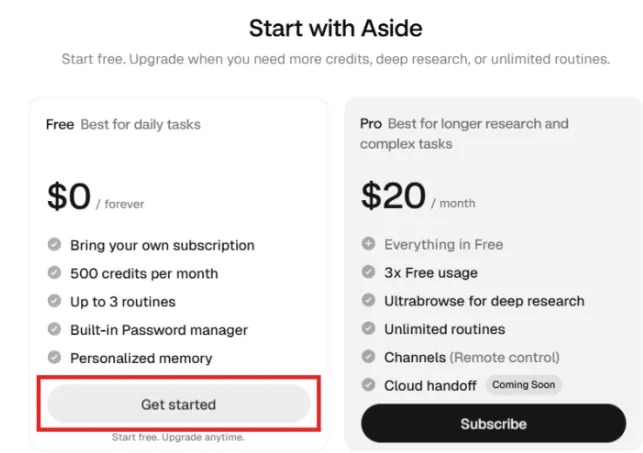 Start with Aside
Start free. Upgrade when you need more credits, deep research, or unlimited routines.
Free Best for daily tasks
$0 / forever
Bring your own subscription
500 credits per month
Up to 3 routines
Built-in Password manager
Personalized memory
Get started
Start free. Upgrade anytime.
Pro Best for longer research and
complex tasks
$20 / month
Everything in Free
3x Free usage
Ultrabrowse for deep research
Unlimited routines
Channels (Remote control)
Cloud handoff Coming Soon
Subscribe